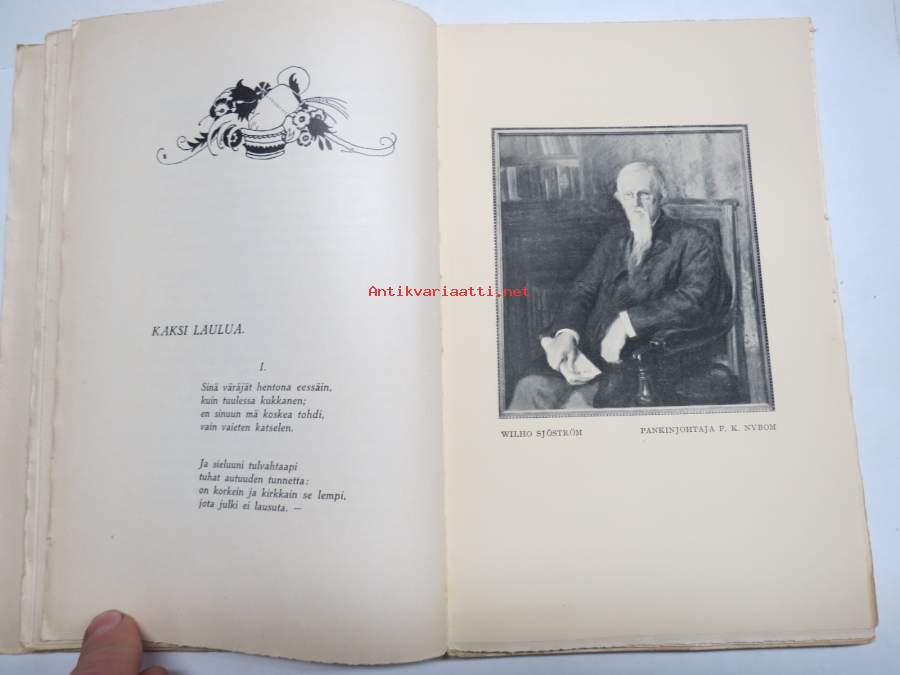 KAKSI LAULUA.
I.
Sinä väräjät hentona eessäin,
kuin tuulessa kukkanen;
en sinuun mä koskea tohdi,
vain vaieten katselen.
Ja sieluuni tulvahtaapi
tuhat autuuden tunnetta:
on korkein ja kirkkain se lempi,
jota julki ei lausuta. —
Antikvariaatti.net
WILHO SJÖSTRÖM PANKINJOHTAJA F. K. NYBOM